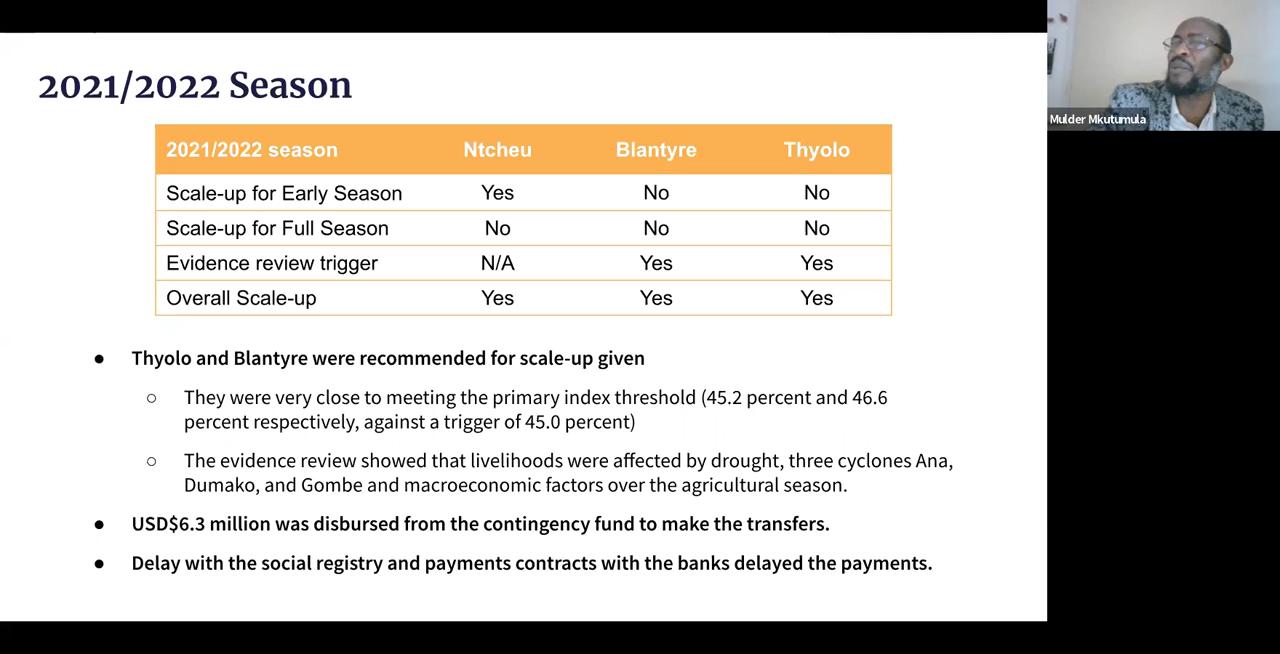 2021/2022 Season
2021/2022 season Ntcheu Blantyre Thyolo
Scale-up for Early Season Yes No No
Scale-up for Full Season No No No
Evidence review trigger N/A Yes Yes
Overall Scale-up Yes Yes Yes
● Thyolo and Blantyre were recommended for scale-up given
○ They were very close to meeting the primary index threshold (45.2 percent and 46.6
percent respectively, against a trigger of 45.0 percent)
○ The evidence review showed that livelihoods were affected by drought, three cyclones Ana,
Dumako, and Gombe and macroeconomic factors over the agricultural season.
● USD$6.3 million was disbursed from the contingency fund to make the transfers.
● Delay with the social registry and payments contracts with the banks delayed the payments.
Mulder Mkutumula